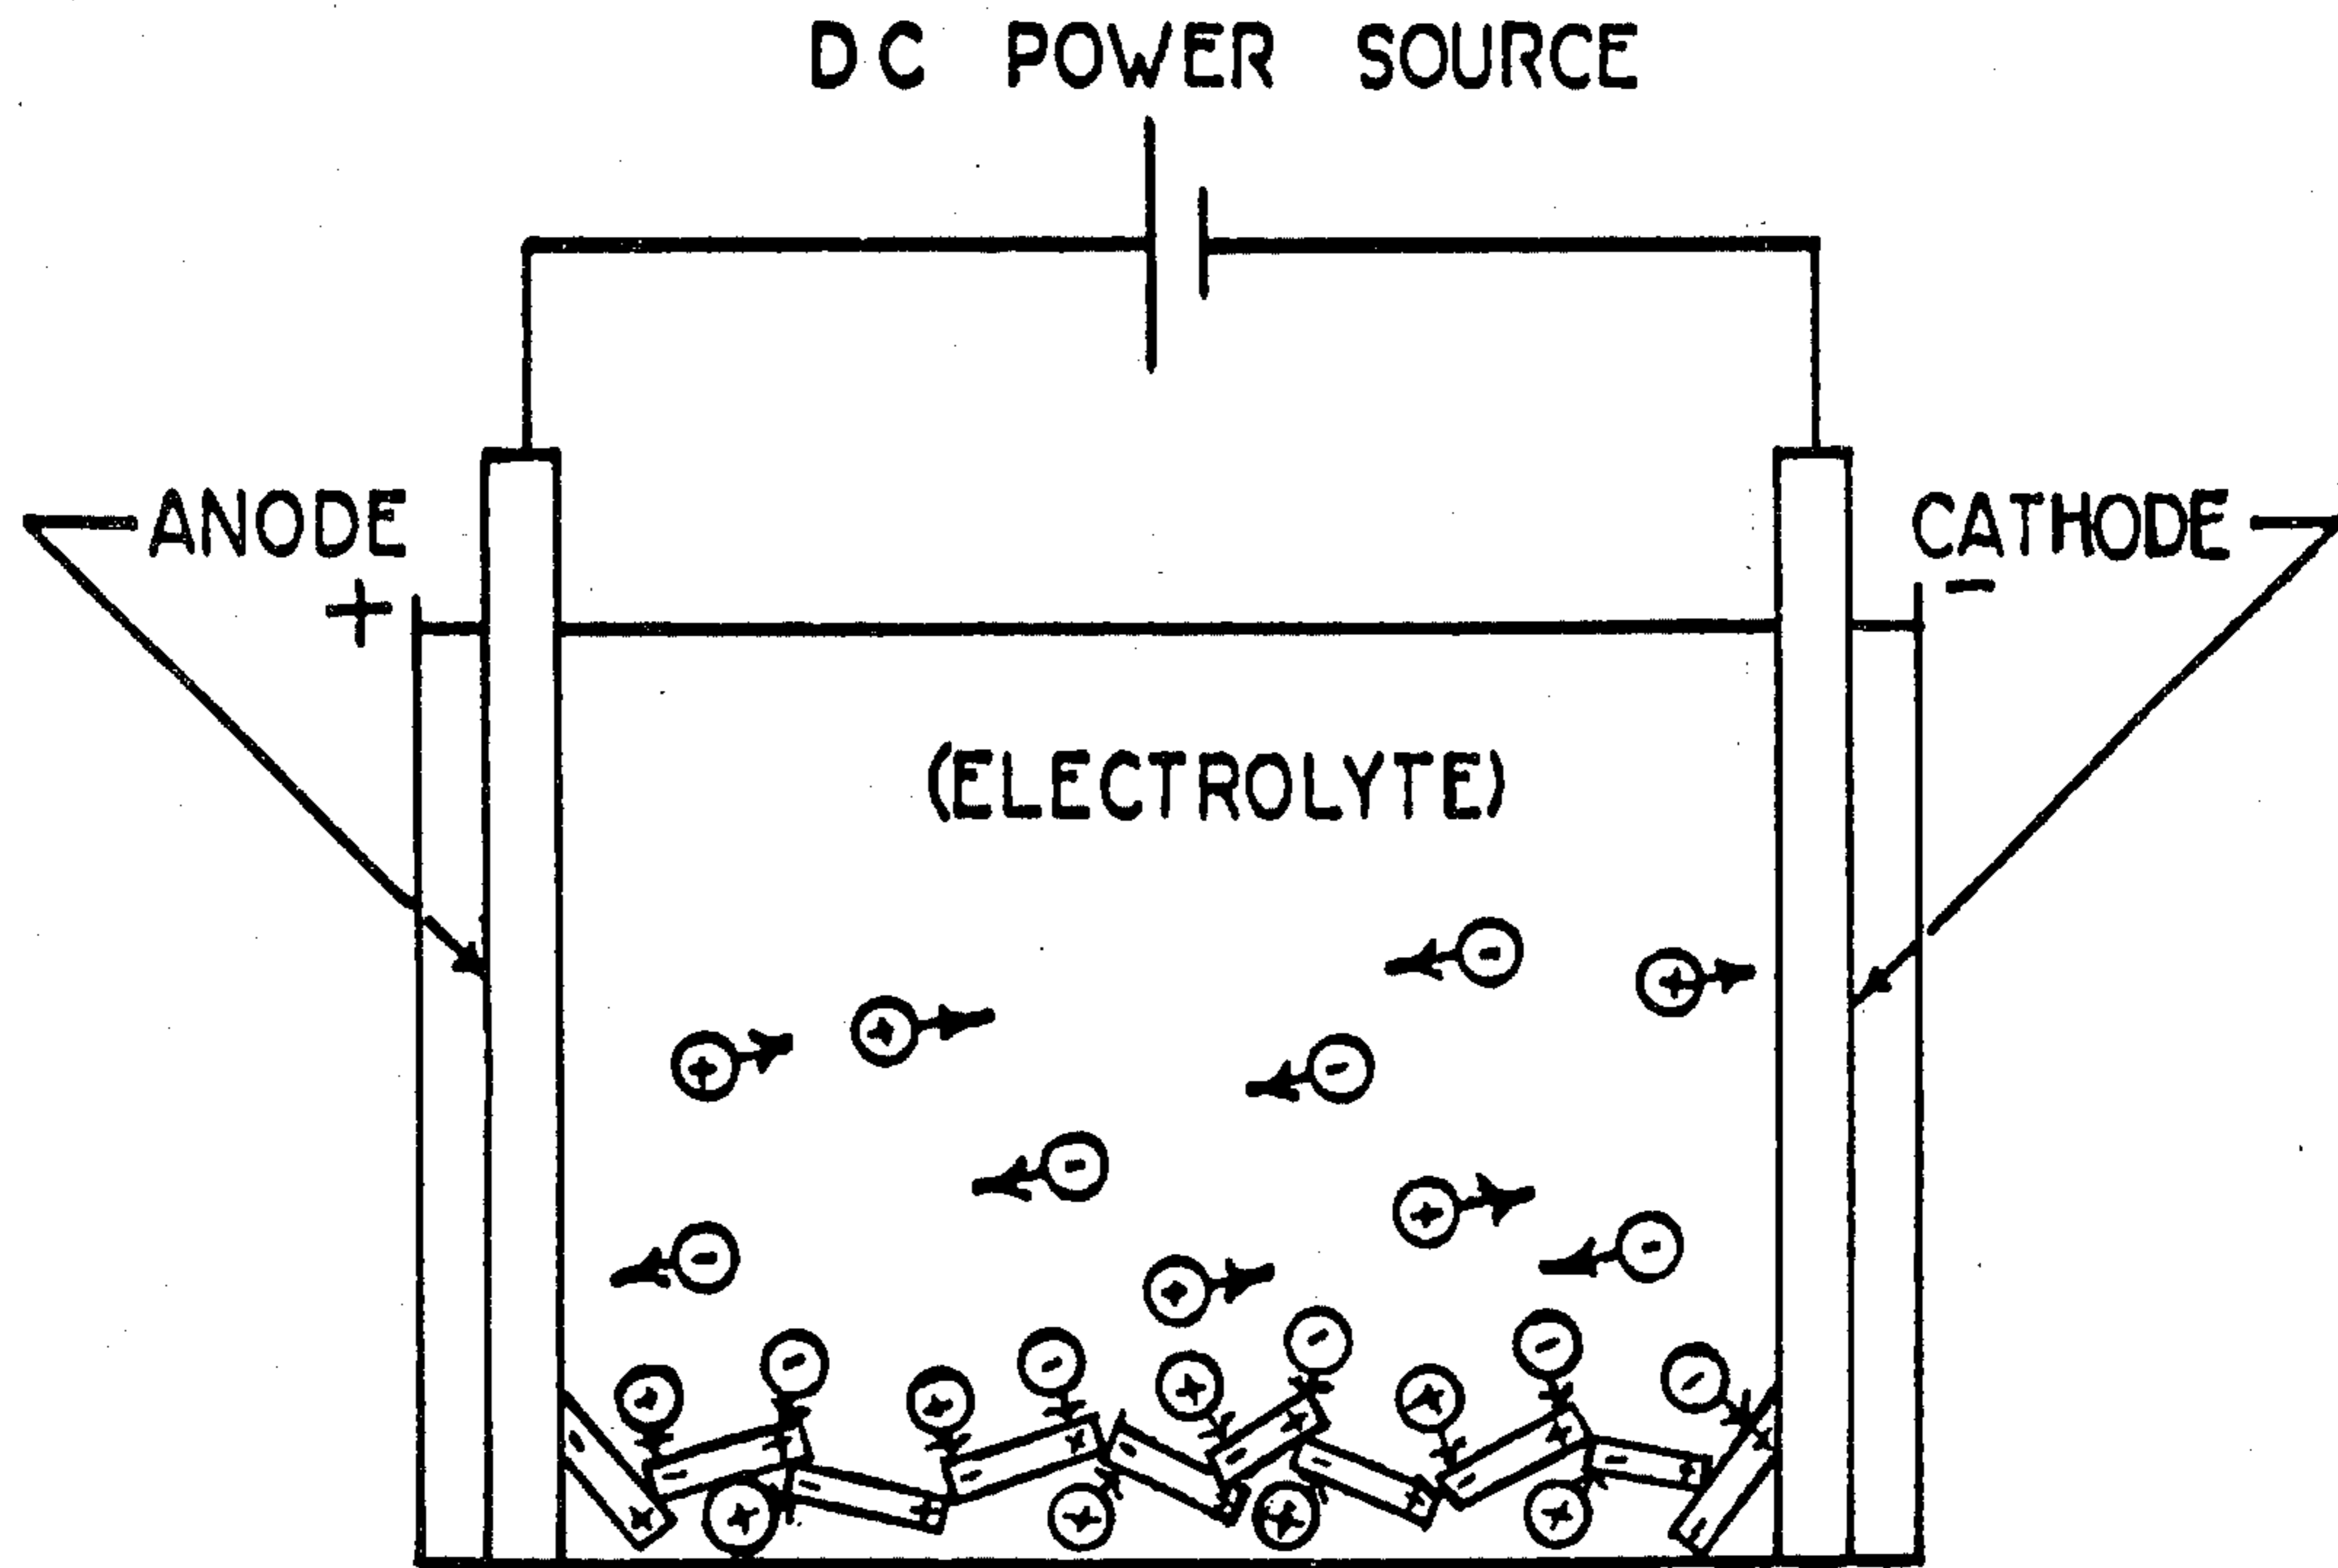 DC POWER SOURCE
ANODE
+
CATHODE
-
(ELECTROLYTE)